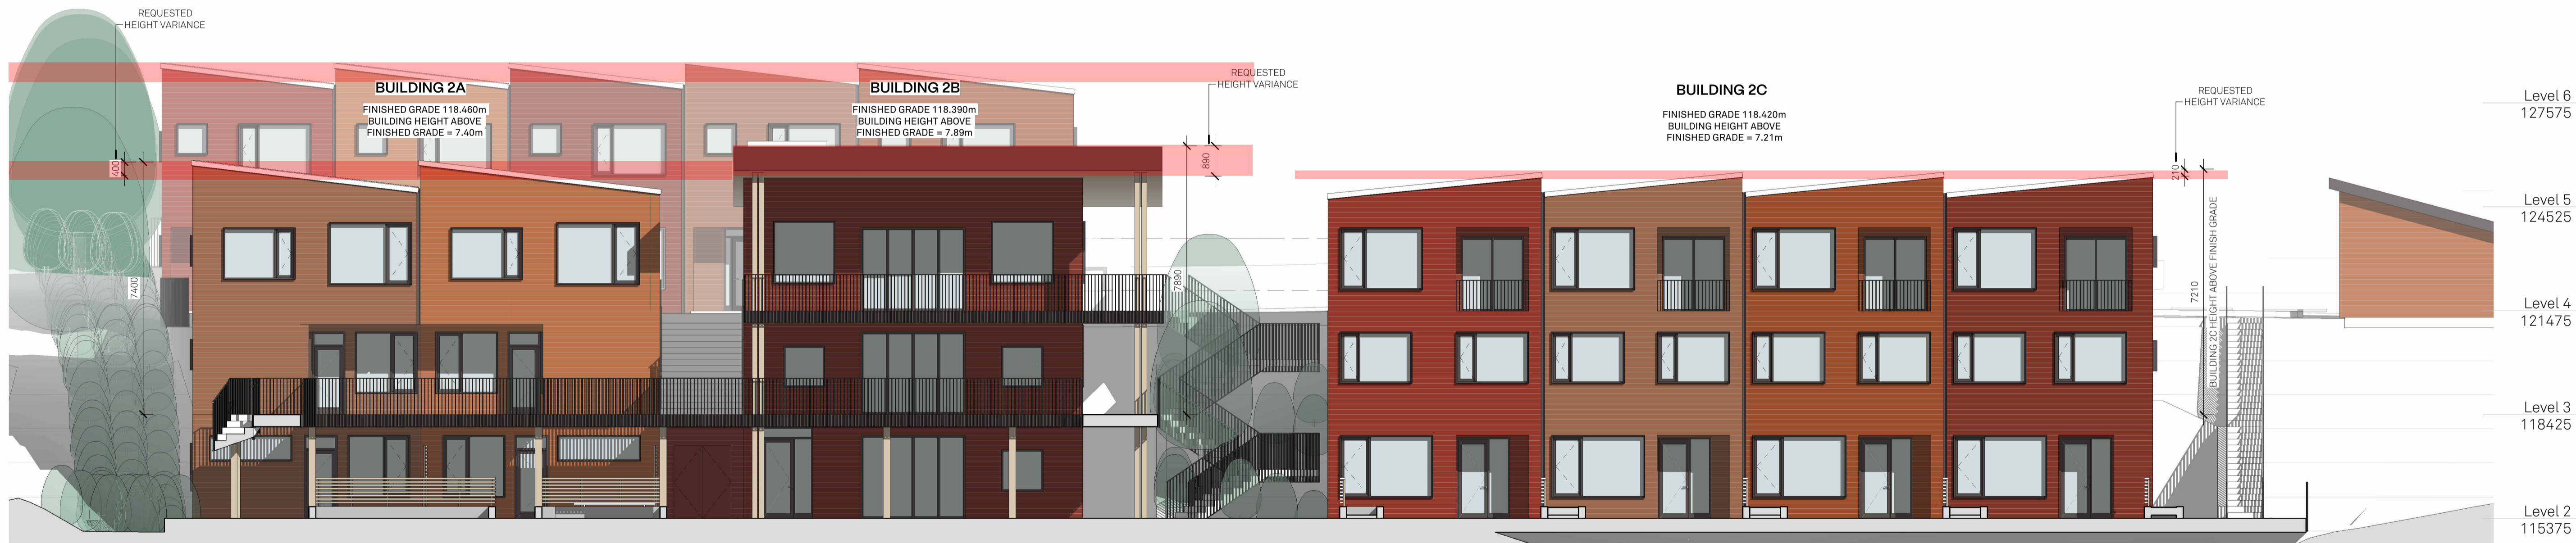 REQUESTED
HEIGHT VARIANCE
BUILDING 2A
FINISHED GRADE 118.460m
BUILDING HEIGHT ABOVE
FINISHED GRADE = 7.40m
BUILDING 2B
FINISHED GRADE 118.390m
BUILDING HEIGHT ABOVE
FINISHED GRADE = 7.89m
REQUESTED
HEIGHT VARIANCE
BUILDING 2C
FINISHED GRADE 118.420m
BUILDING HEIGHT ABOVE
FINISHED GRADE = 7.21m
REQUESTED
HEIGHT VARIANCE
400
7400
890
7890
210
7210
BUILDING 2C HEIGHT ABOVE FINISH GRADE
Level 6
127575
Level 5
124525
Level 4
121475
Level 3
118425
Level 2
115375